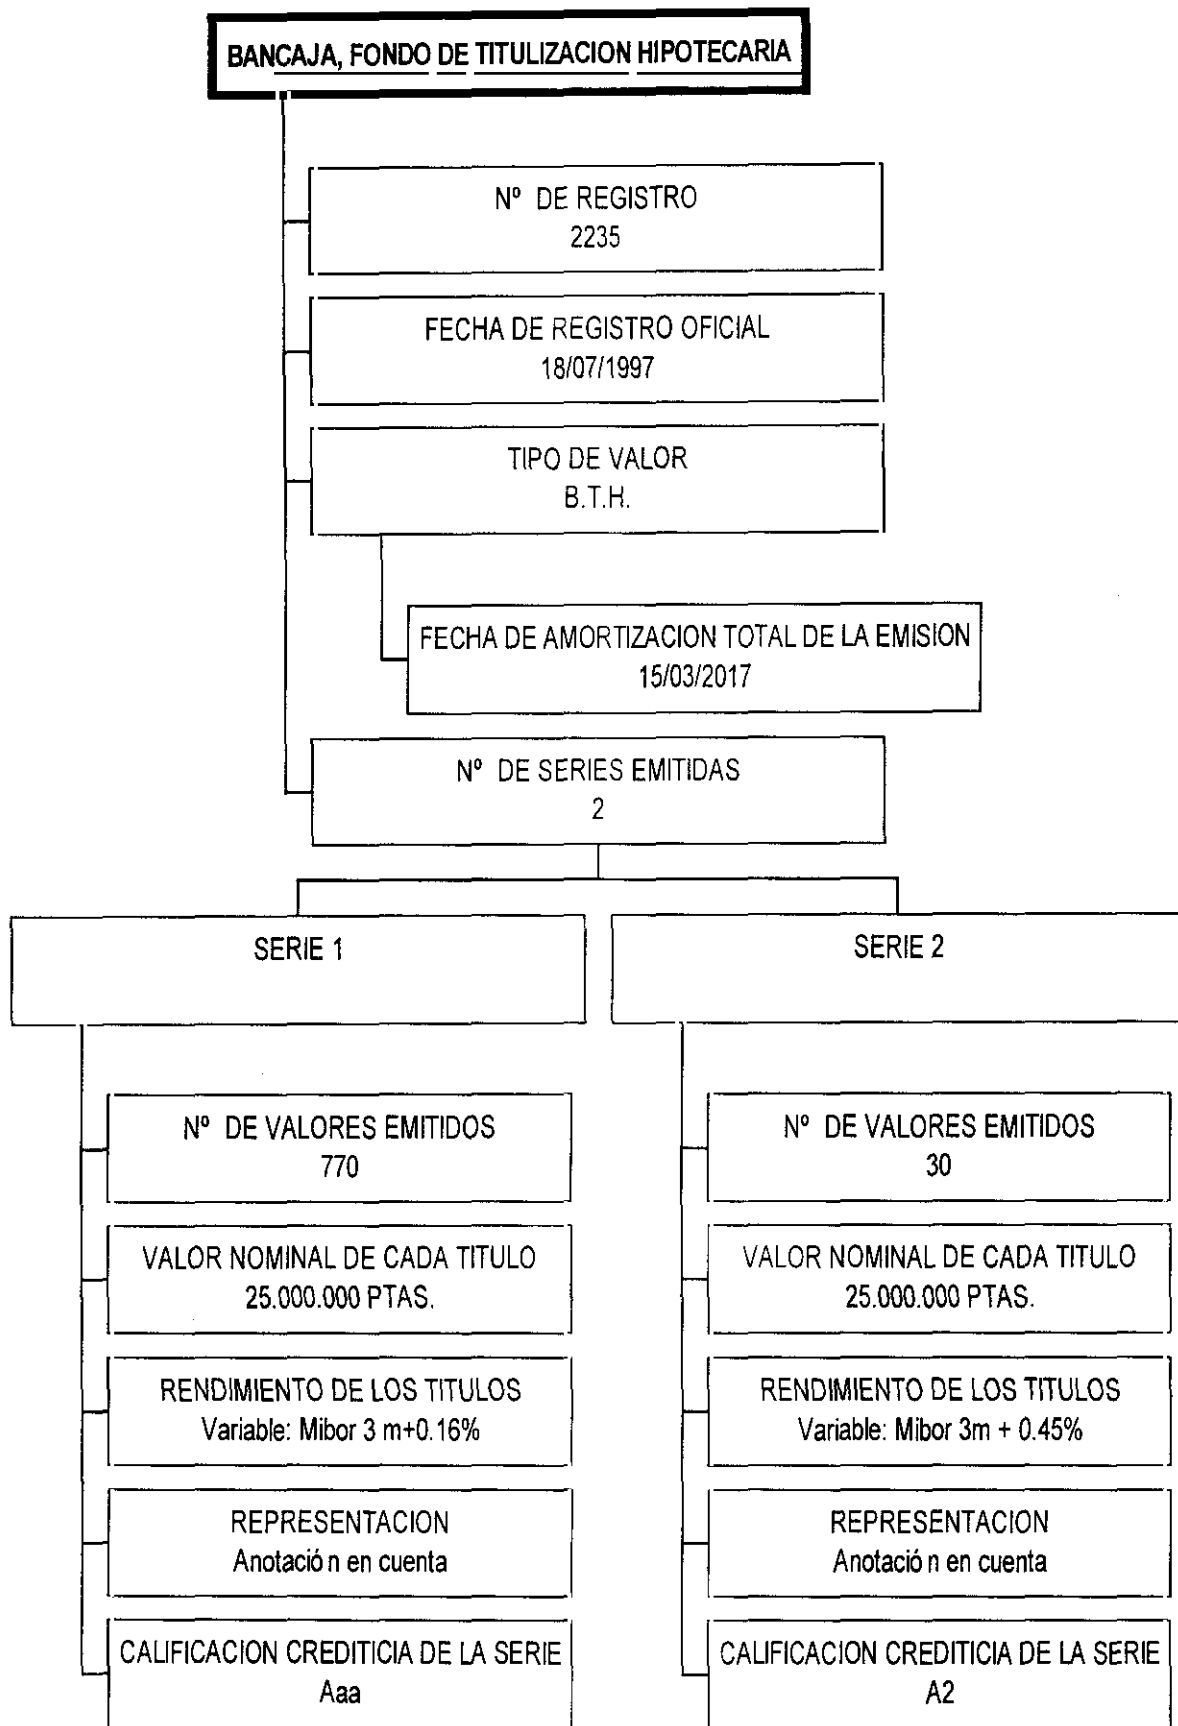 BANCAJA, FONDO DE TITULIZACION HIPOTECARIA
Nº DE REGISTRO
2235
FECHA DE REGISTRO OFICIAL
18/07/1997
TIPO DE VALOR
B.T.H.
FECHA DE AMORTIZACION TOTAL DE LA EMISION
15/03/2017
Nº DE SERIES EMITIDAS
2
SERIE 1
Nº DE VALORES EMITIDOS
770
VALOR NOMINAL DE CADA TITULO
25.000.000 PTAS.
RENDIMIENTO DE LOS TITULOS
Variable: Mibor 3 m+0.16%
REPRESENTACION
Anotación en cuenta
CALIFICACION CREDITICIA DE LA SERIE
Aaa
SERIE 2
Nº DE VALORES EMITIDOS
30
VALOR NOMINAL DE CADA TITULO
25.000.000 PTAS.
RENDIMIENTO DE LOS TITULOS
Variable: Mibor 3m + 0.45%
REPRESENTACION
Anotación en cuenta
CALIFICACION CREDITICIA DE LA SERIE
A2